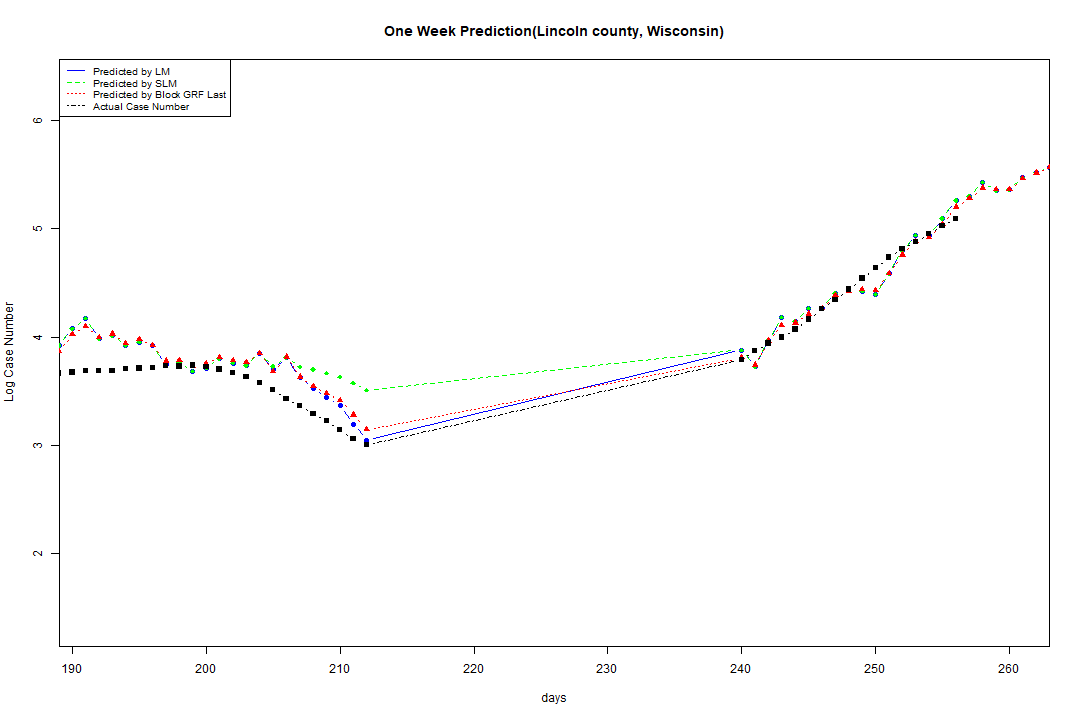 One Week Prediction(Lincoln county, Wisconsin)
Predicted by LM
Predicted by SLM
Predicted by Block GRF Last
Actual Case Number
6
5
4
3
2
Log Case Number
190 200 210 220 230 240 250 260
days